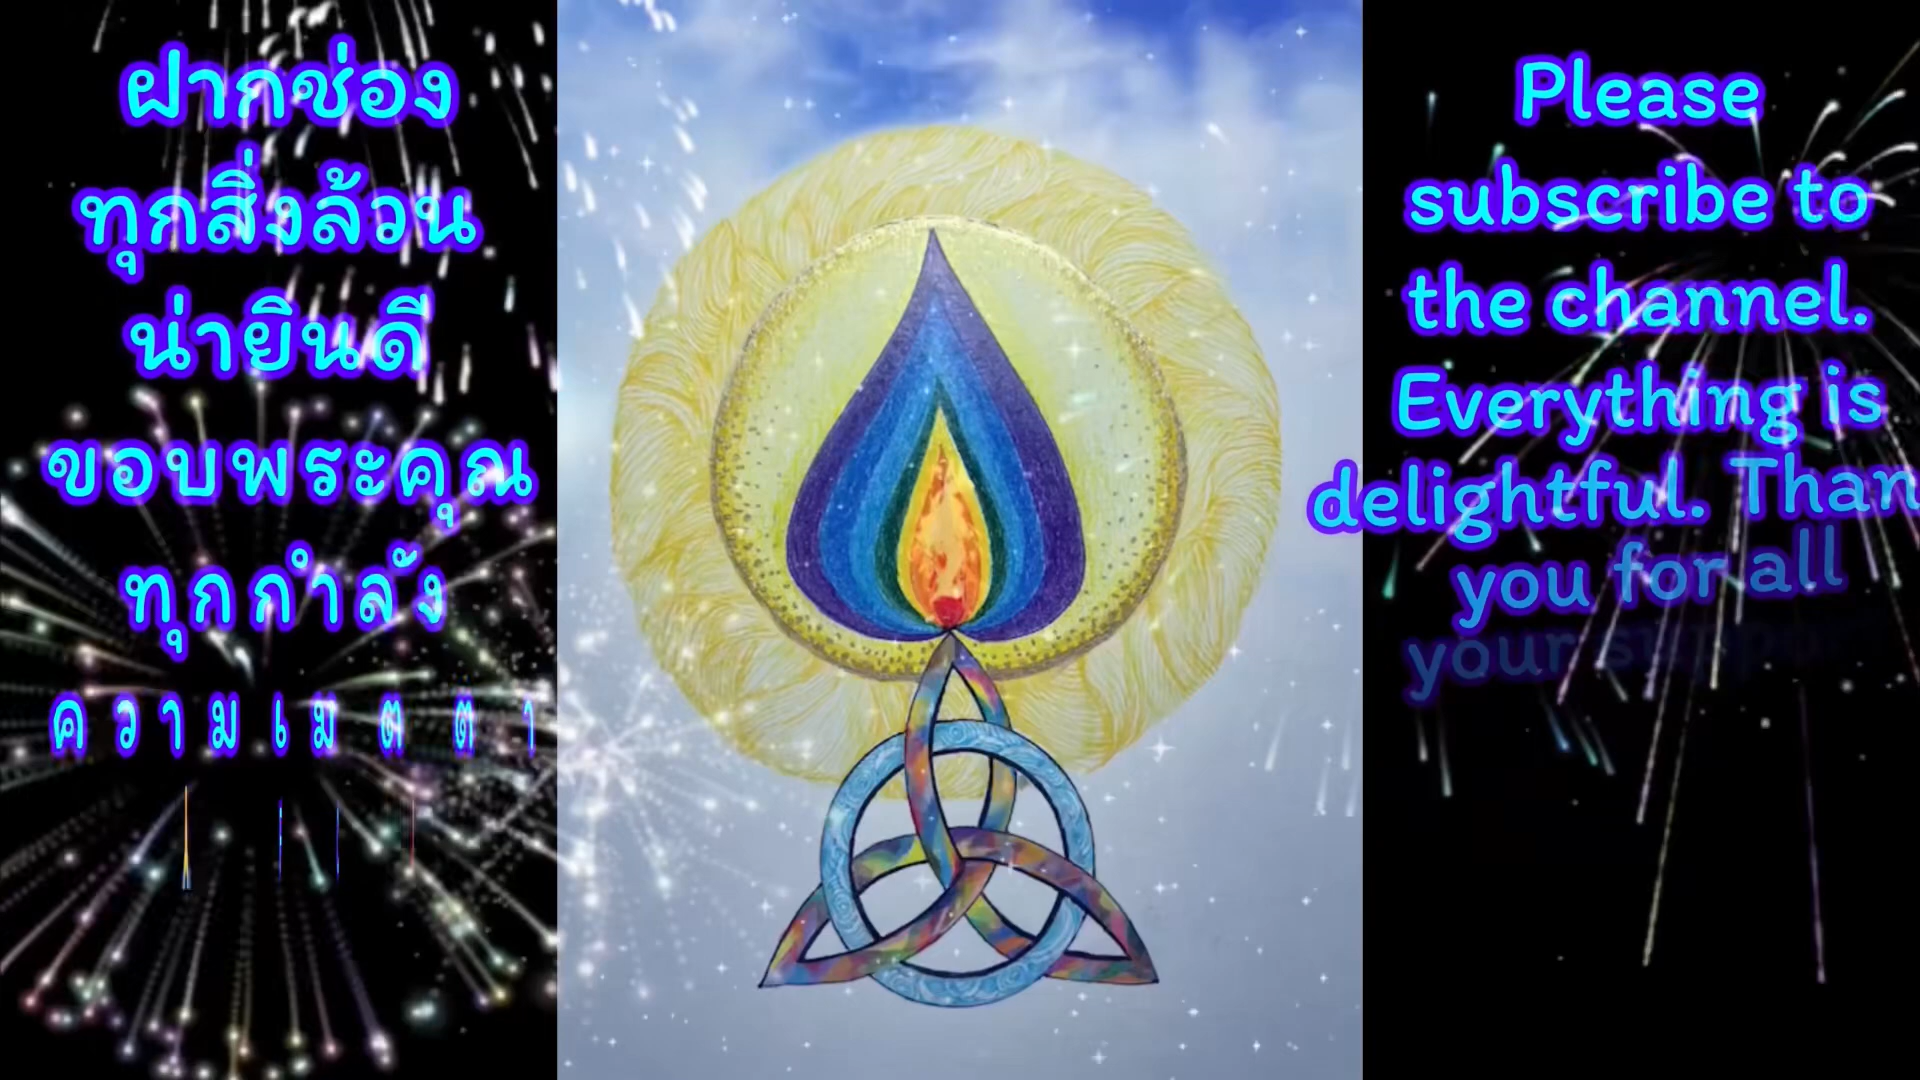 ฝากช่อง
ทุกสิ่งล้วน
น่ายินดี
ขอบพระคุณ
ทุกกำลัง
ความเมตตา
Please
subscribe to
the channel.
Everything is
delightful. Than
you for all
your support